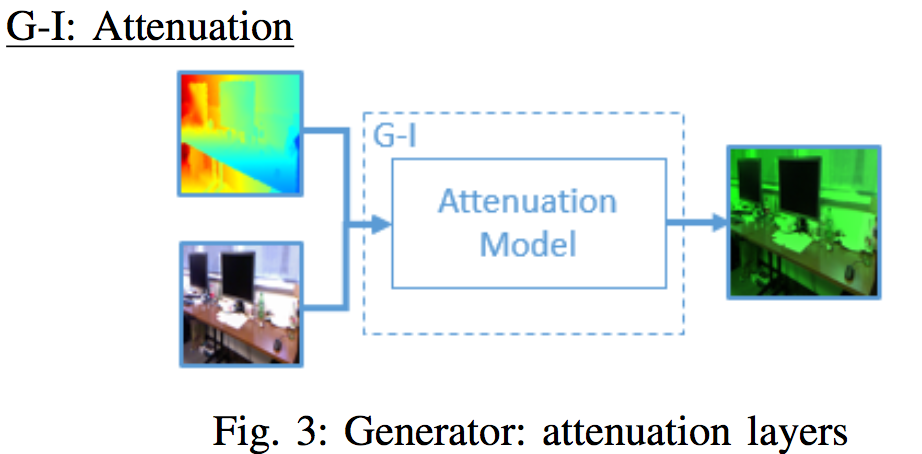 G-I: Attenuation
G-I
Attenuation
Model
Fig. 3: Generator: attenuation layers